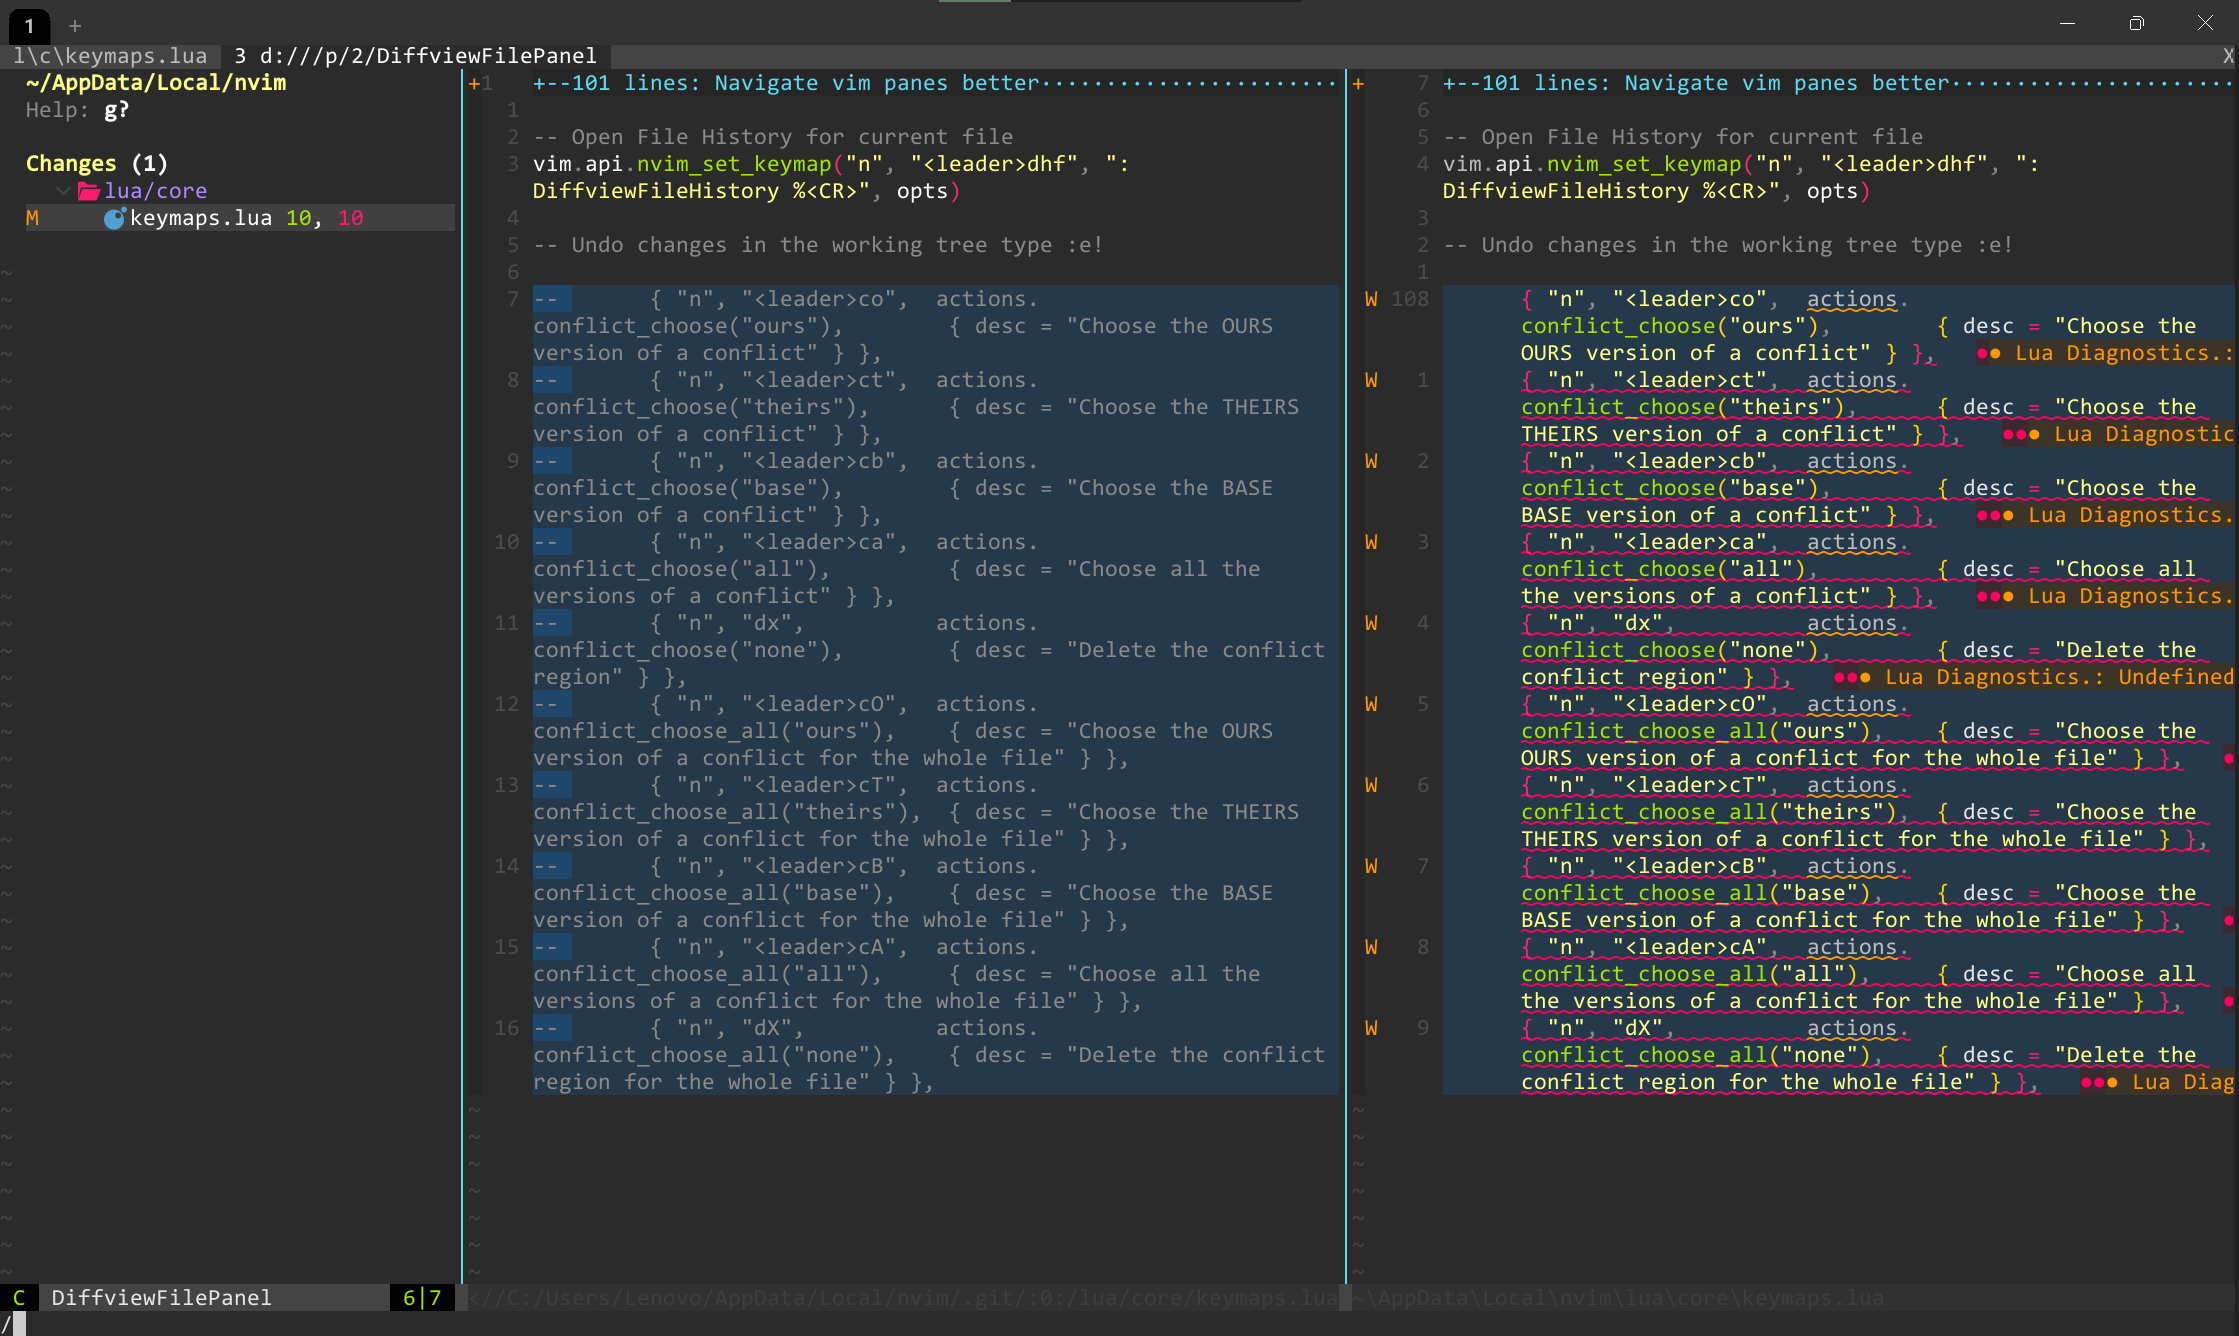 1 +
l\c\keymaps.lua 3 d:///p/2/DiffviewFilePanel X
~/AppData/Local/nvim
Help: g?
Changes (1)
lua/core
M keymaps.lua 10, 10
+1 +--101 lines: Navigate vim panes better·······················
1
2 -- Open File History for current file
3 vim.api.nvim_set_keymap("n", "<leader>dhf", ":
DiffviewFileHistory %<CR>", opts)
4
5 -- Undo changes in the working tree type :e!
6
7 -- { "n", "<leader>co", actions.
conflict_choose("ours"), { desc = "Choose the OURS
version of a conflict" } },
8 -- { "n", "<leader>ct", actions.
conflict_choose("theirs"), { desc = "Choose the THEIRS
version of a conflict" } },
9 -- { "n", "<leader>cb", actions.
conflict_choose("base"), { desc = "Choose the BASE
version of a conflict" } },
10 -- { "n", "<leader>ca", actions.
conflict_choose("all"), { desc = "Choose all the
versions of a conflict" } },
11 -- { "n", "dx", actions.
conflict_choose("none"), { desc = "Delete the conflict
region" } },
12 -- { "n", "<leader>cO", actions.
conflict_choose_all("ours"), { desc = "Choose the OURS
version of a conflict for the whole file" } },
13 -- { "n", "<leader>cT", actions.
conflict_choose_all("theirs"), { desc = "Choose the THEIRS
version of a conflict for the whole file" } },
14 -- { "n", "<leader>cB", actions.
conflict_choose_all("base"), { desc = "Choose the BASE
version of a conflict for the whole file" } },
15 -- { "n", "<leader>cA", actions.
conflict_choose_all("all"), { desc = "Choose all the
versions of a conflict for the whole file" } },
16 -- { "n", "dX", actions.
conflict_choose_all("none"), { desc = "Delete the conflict
region for the whole file" } },
+ 7 +--101 lines: Navigate vim panes better······················
6
5 -- Open File History for current file
4 vim.api.nvim_set_keymap("n", "<leader>dhf", ":
DiffviewFileHistory %<CR>", opts)
3
2 -- Undo changes in the working tree type :e!
1
W 108 { "n", "<leader>co", actions.
conflict_choose("ours"), { desc = "Choose the
OURS version of a conflict" } }, Lua Diagnostics.:
W 1 { "n", "<leader>ct", actions.
conflict_choose("theirs"), { desc = "Choose the
THEIRS version of a conflict" } }, Lua Diagnostic
W 2 { "n", "<leader>cb", actions.
conflict_choose("base"), { desc = "Choose the
BASE version of a conflict" } }, Lua Diagnostics.
W 3 { "n", "<leader>ca", actions.
conflict_choose("all"), { desc = "Choose all
the versions of a conflict" } }, Lua Diagnostics.
W 4 { "n", "dx", actions.
conflict_choose("none"), { desc = "Delete the
conflict region" } }, Lua Diagnostics.: Undefined
W 5 { "n", "<leader>cO", actions.
conflict_choose_all("ours"), { desc = "Choose the
OURS version of a conflict for the whole file" } },
W 6 { "n", "<leader>cT", actions.
conflict_choose_all("theirs"), { desc = "Choose the
THEIRS version of a conflict for the whole file" } },
W 7 { "n", "<leader>cB", actions.
conflict_choose_all("base"), { desc = "Choose the
BASE version of a conflict for the whole file" } },
W 8 { "n", "<leader>cA", actions.
conflict_choose_all("all"), { desc = "Choose all
the versions of a conflict for the whole file" } },
W 9 { "n", "dX", actions.
conflict_choose_all("none"), { desc = "Delete the
conflict region for the whole file" } }, Lua Diag
C DiffviewFilePanel 6|7 <//C:/Users/Lenovo/AppData/Local/nvim/.git/:0:/lua/core/keymaps.lua ~\AppData\Local\nvim\lua\core\keymaps.lua
/